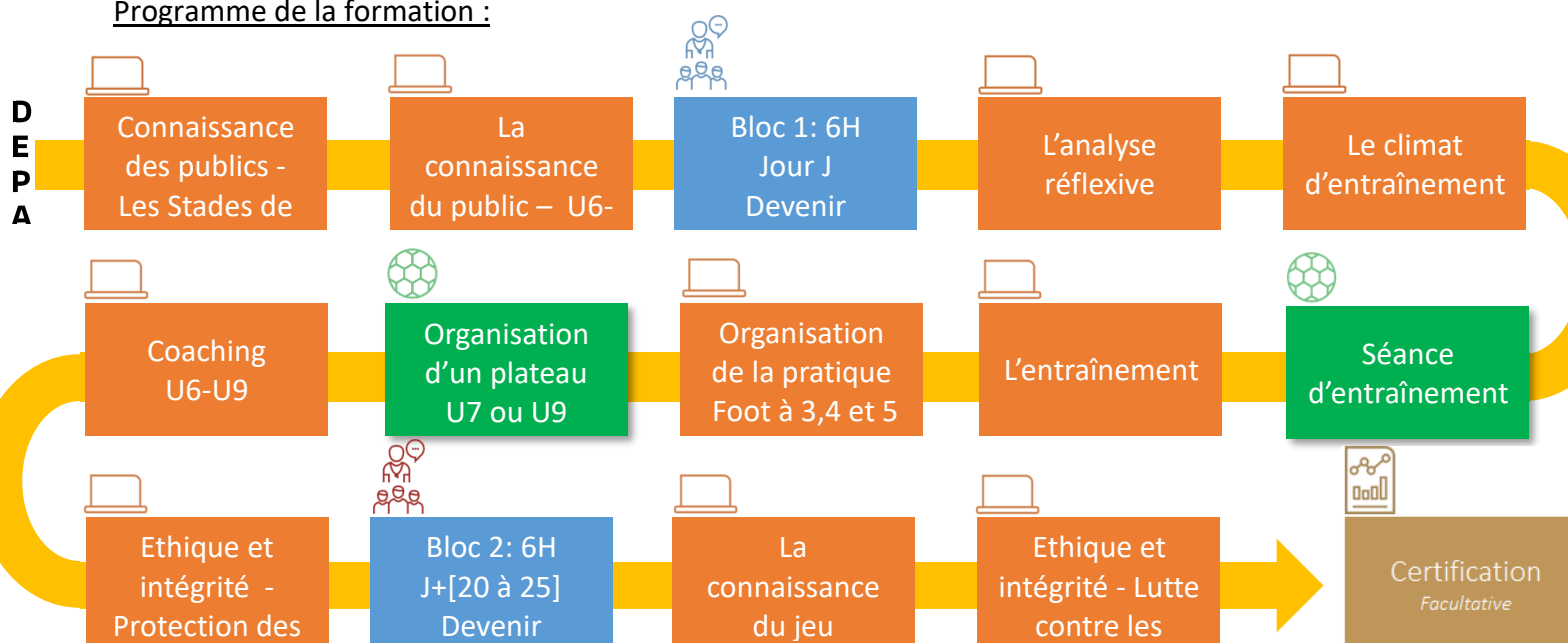 Programme de la formation :
D
E
P
A
Connaissance
des publics -
Les Stades de
La
connaissance
du public – U6-
Bloc 1: 6H
Jour J
Devenir
L'analyse
réflexive
Le climat
d'entraînement
Coaching
U6-U9
Organisation
d'un plateau
U7 ou U9
Organisation
de la pratique
Foot à 3,4 et 5
L'entraînement
Séance
d'entraînement
Ethique et
intégrité -
Protection des
Bloc 2: 6H
J+[20 à 25]
Devenir
La
connaissance
du jeu
Ethique et
intégrité - Lutte
contre les
Certification
Facultative